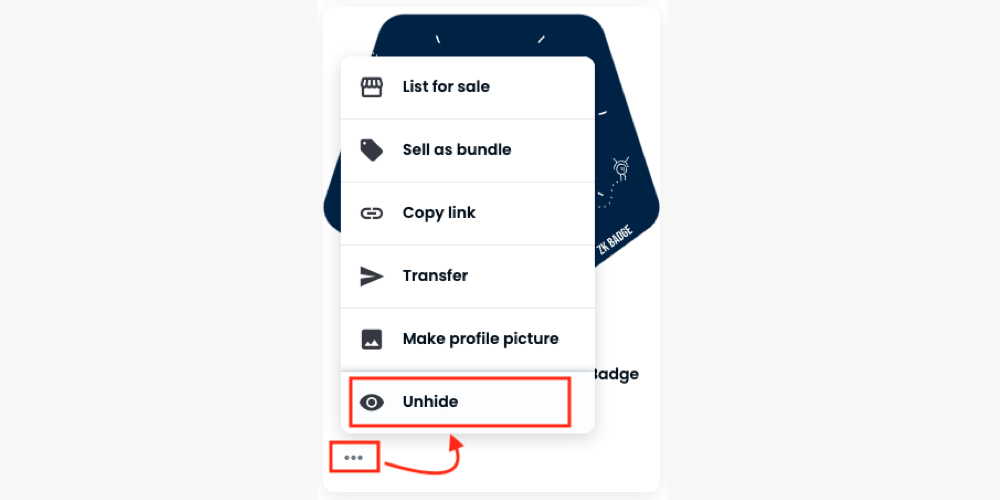 List for sale
Sell as bundle
Copy link
Transfer
Make profile picture
Unhide
ZK BADGE
Badge